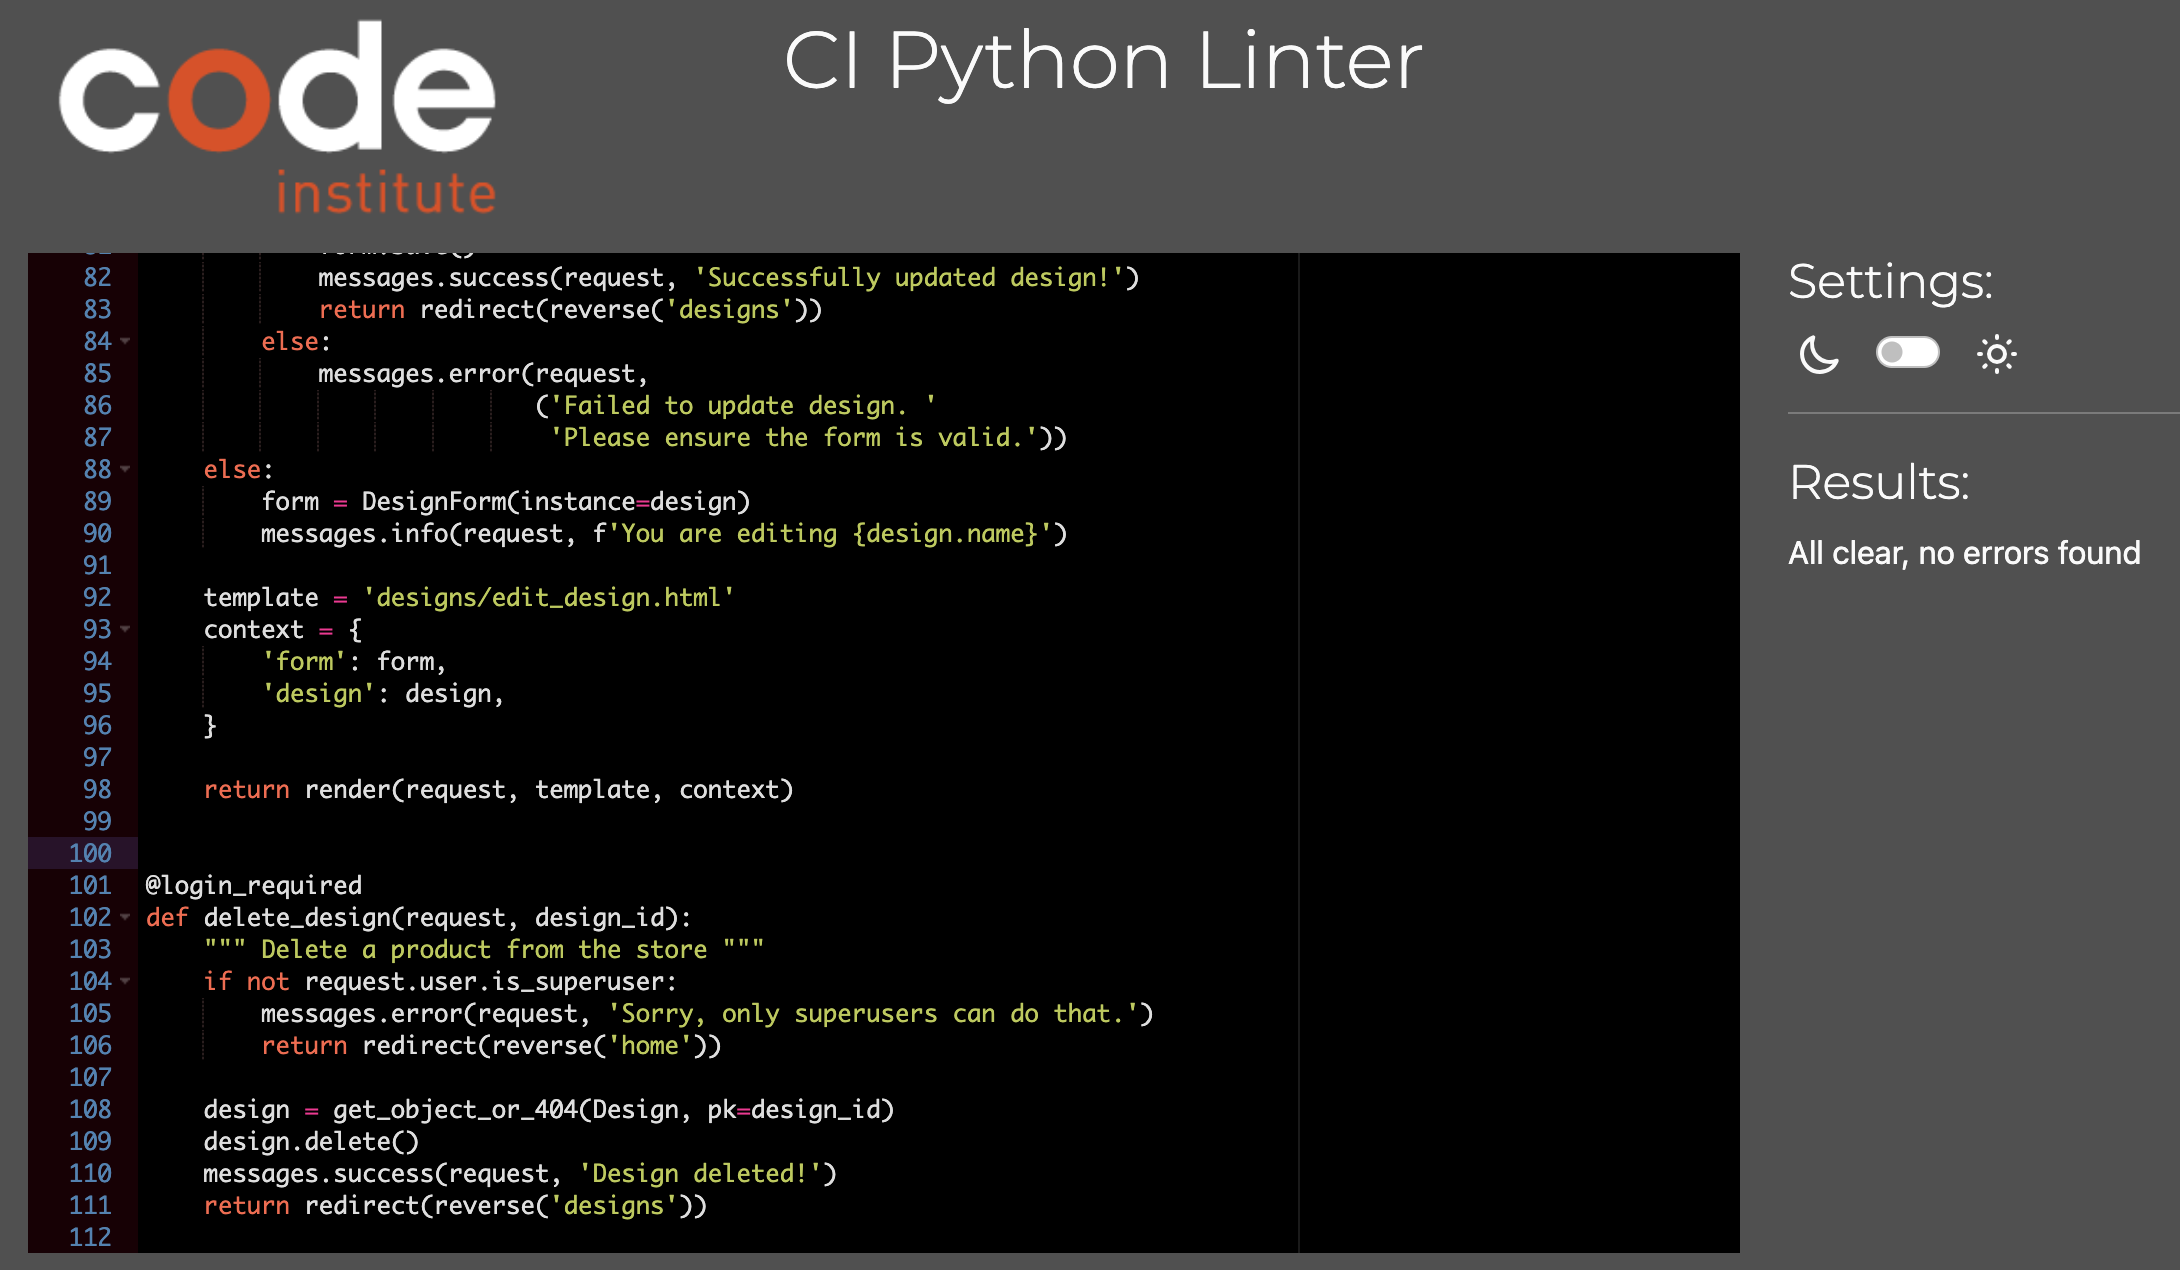 code
institute
CI Python Linter
82 messages.success(request, 'Successfully updated design!')
83 return redirect(reverse('designs'))
84 else:
85 messages.error(request,
86 ('Failed to update design. '
87 'Please ensure the form is valid.'))
88 else:
89 form = DesignForm(instance=design)
90 messages.info(request, f'You are editing {design.name}')
91
92 template = 'designs/edit_design.html'
93 context = {
94 'form': form,
95 'design': design,
96 }
97
98 return render(request, template, context)
99
100
101 @login_required
102 def delete_design(request, design_id):
103 """ Delete a product from the store """
104 if not request.user.is_superuser:
105 messages.error(request, 'Sorry, only superusers can do that.')
106 return redirect(reverse('home'))
107
108 design = get_object_or_404(Design, pk=design_id)
109 design.delete()
110 messages.success(request, 'Design deleted!')
111 return redirect(reverse('designs'))
112
Settings:
Results:
All clear, no errors found